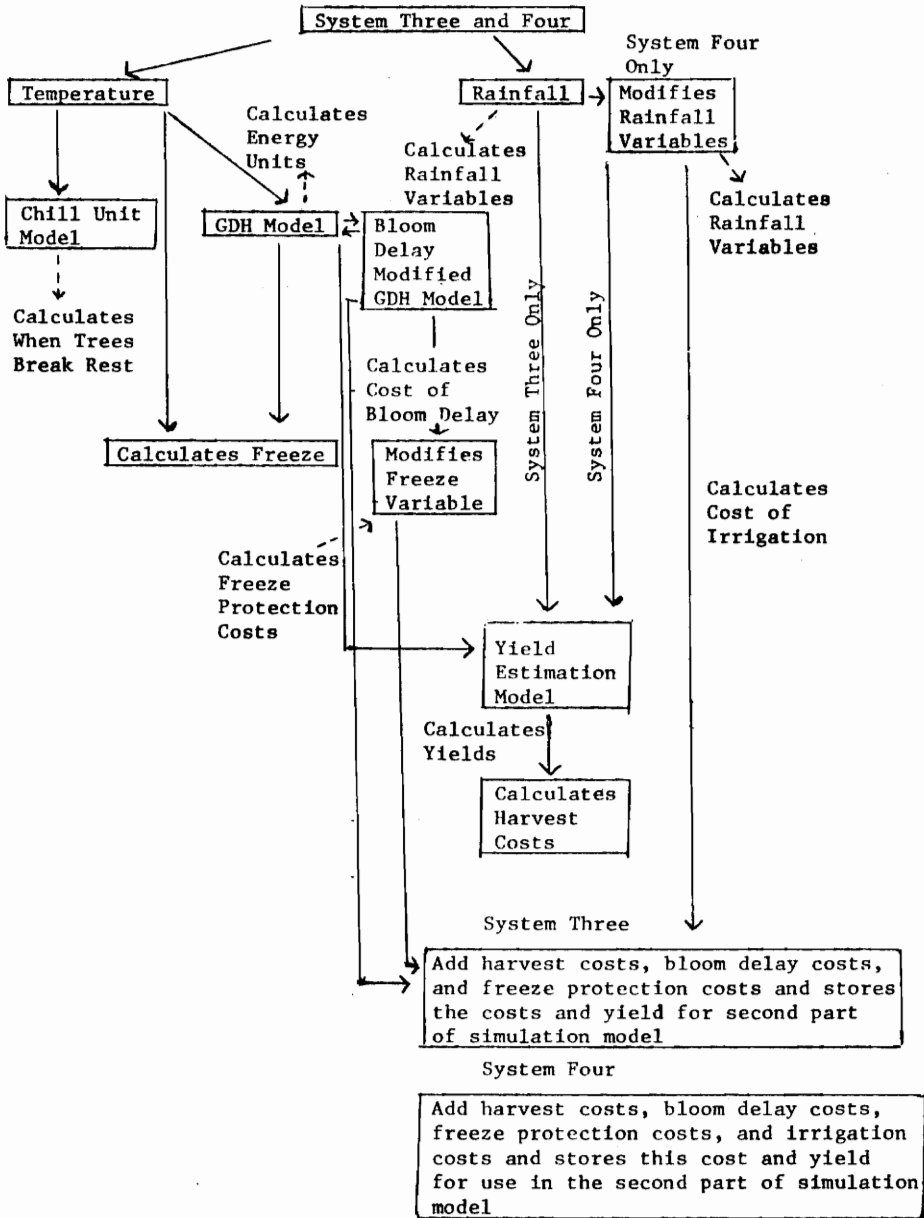 System Three and Four
System Four
Only
Temperature
Rainfall
Modifies
Rainfall
Variables
Calculates
Energy
Units
Calculates
Rainfall
Variables
Calculates
Rainfall
Variables
Chill Unit
Model
GDH Model
Bloom
Delay
Modified
GDH Model
Calculates
When Trees
Break Rest
System Three Only
System Four Only
Calculates
Cost of
Bloom Delay
Calculates Freeze
Modifies
Freeze
Variable
Calculates
Cost of
Irrigation
Calculates
Freeze
Protection
Costs
Yield
Estimation
Model
Calculates
Yields
Calculates
Harvest
Costs
System Three
Add harvest costs, bloom delay costs,
and freeze protection costs and stores
the costs and yield for second part
of simulation model
System Four
Add harvest costs, bloom delay costs,
freeze protection costs, and irrigation
costs and stores this cost and yield
for use in the second part of simulation
model